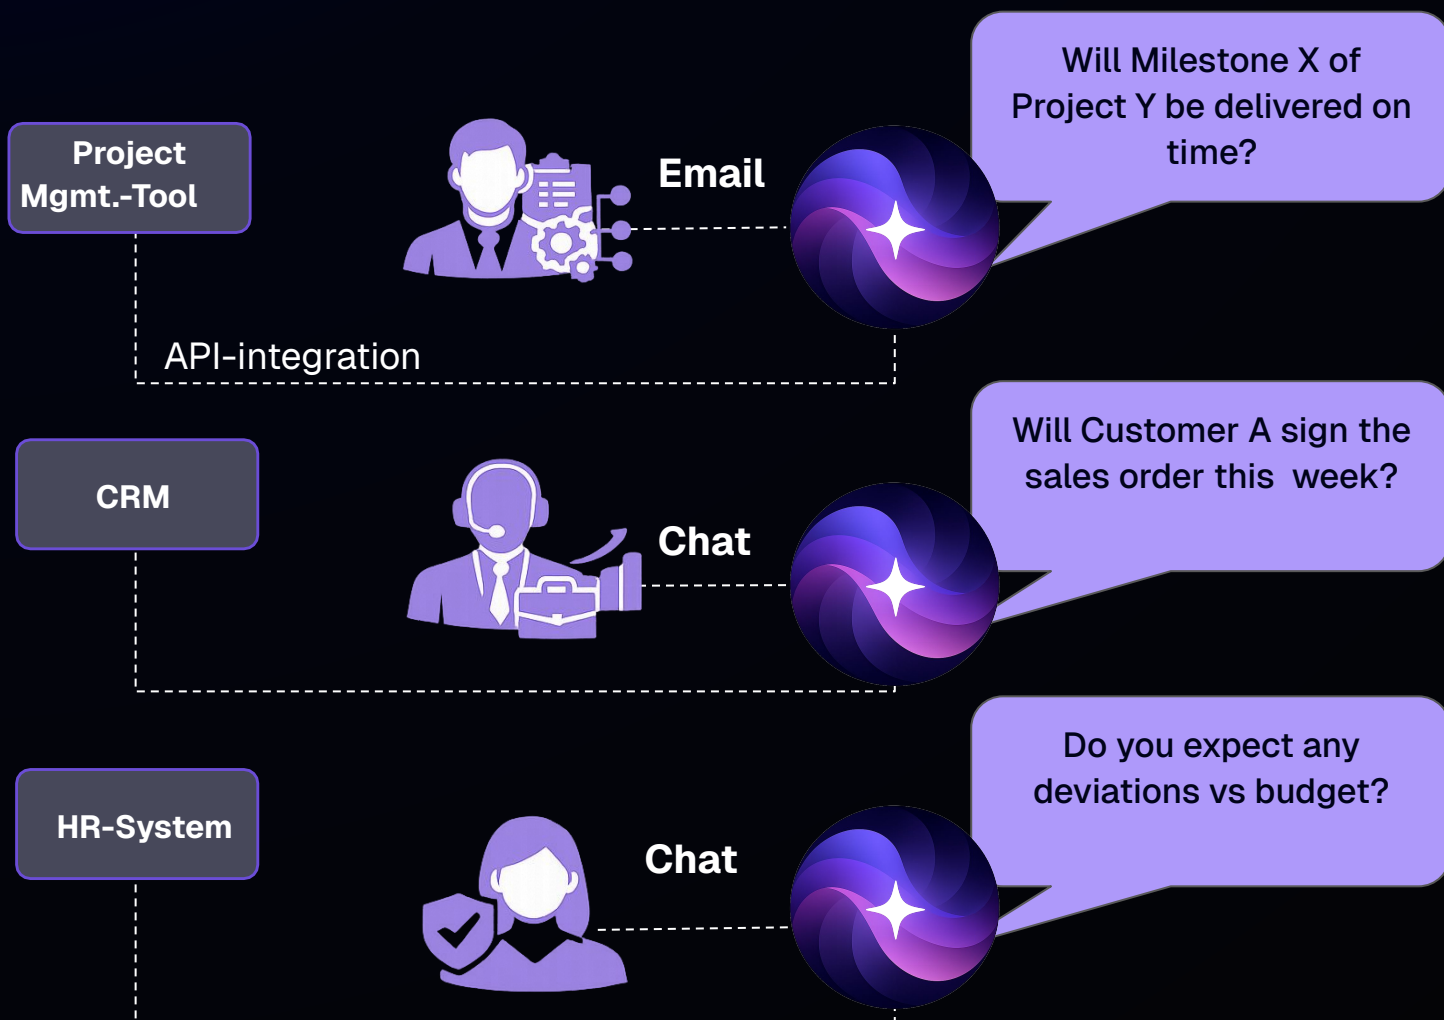 Project
Mgmt.-Tool
Email
Will Milestone X of
Project Y be delivered on
time?
API-integration
CRM
Chat
Will Customer A sign the
sales order this  week?
HR-System
Chat
Do you expect any
deviations vs budget?